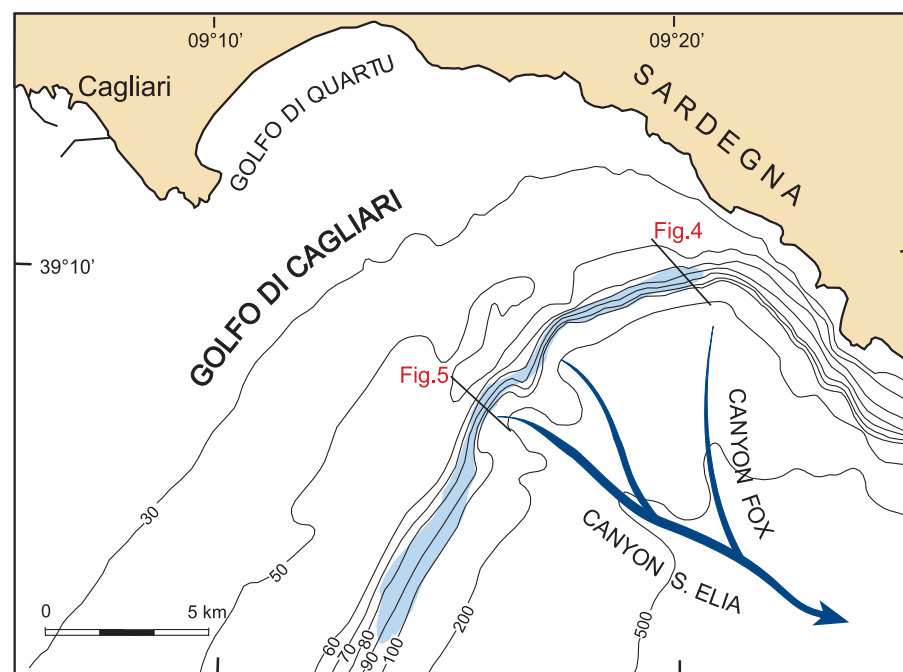 09°10'
09°20'
Cagliari
GOLFO DI QUARTU
SARDEGNA
GOLFO DI CAGLIARI
Fig.4
39°10'
Fig.5
CANYON FOX
CANYON S. ELIA
30
50
0
5 km
60
70
80
90
100
200
500